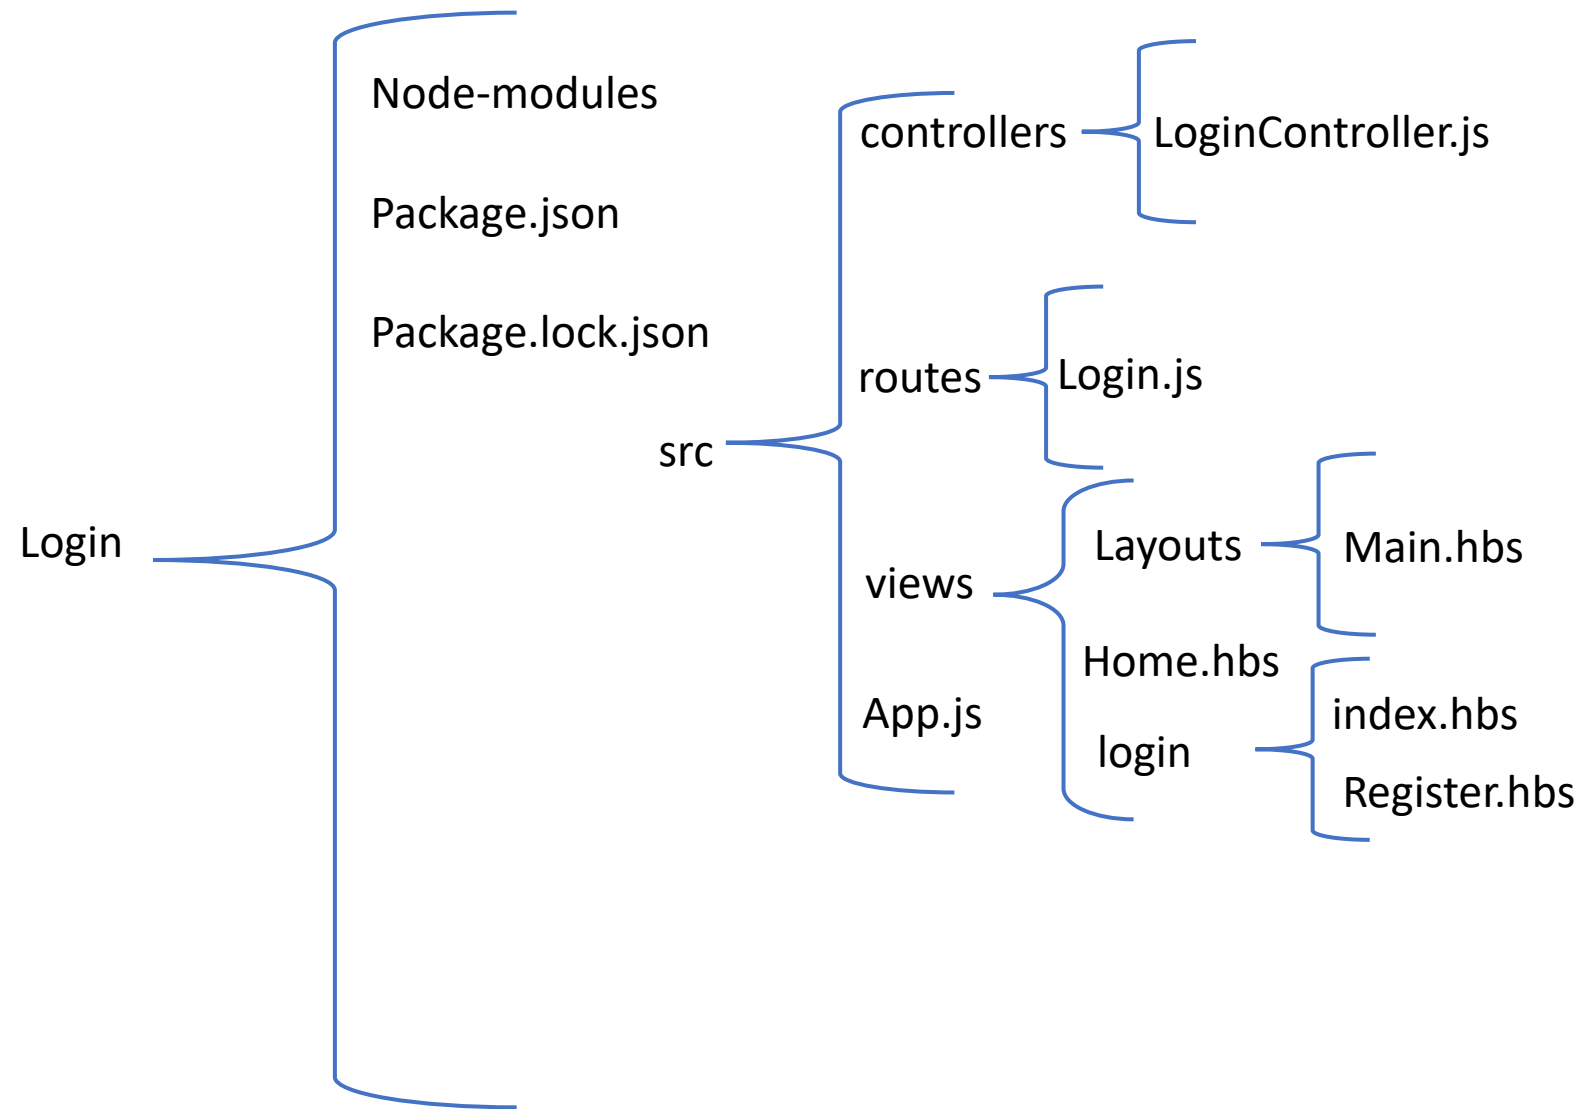 Login
Node-modules
Package.json
Package.lock.json
src
controllers
LoginController.js
routes
Login.js
views
Layouts
Main.hbs
Home.hbs
login
index.hbs
Register.hbs
App.js